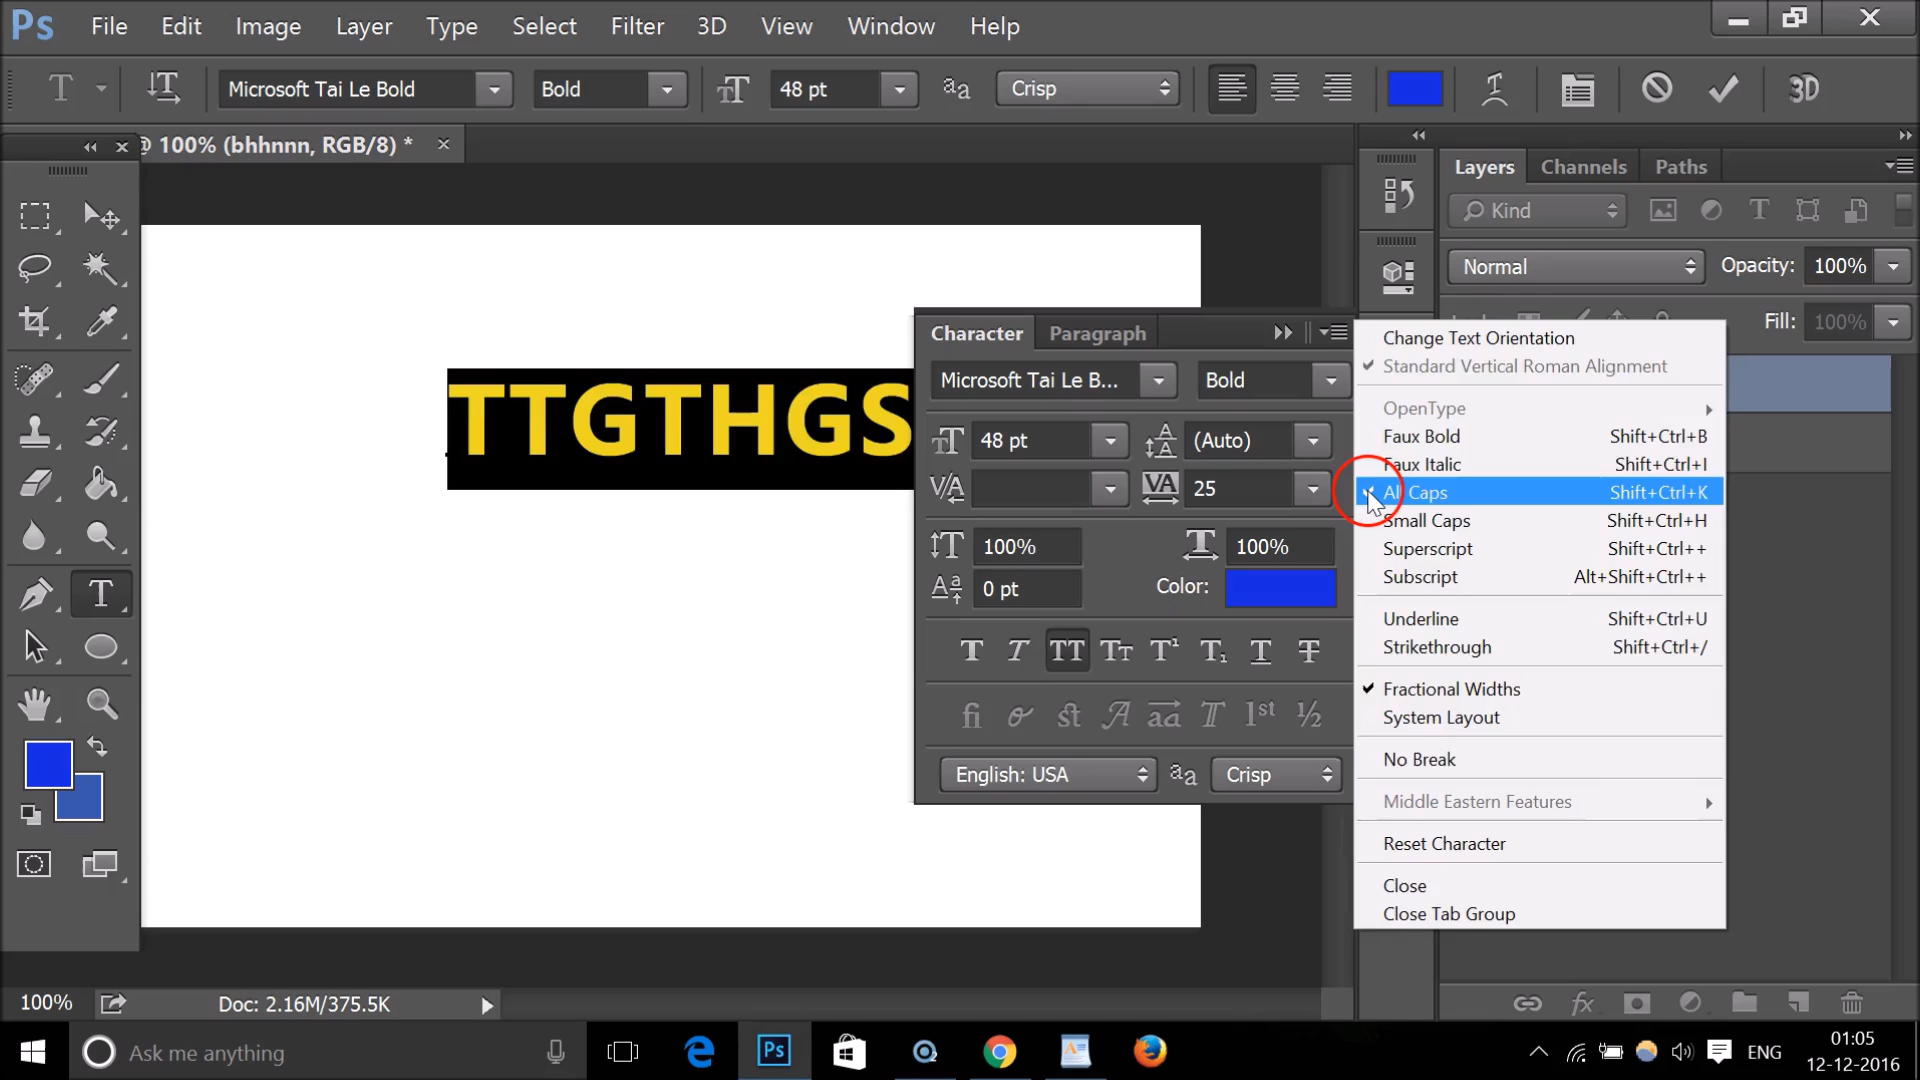 Ps File Edit Image Layer Type Select Filter 3D View Window Help
Microsoft Tai Le Bold Bold 48 pt Crisp 3D
@ 100% (bhhnnn, RGB/8) *
Layers Channels Paths
Kind
Normal Opacity: 100%
Fill: 100%
TTGTHGS
Character Paragraph
Microsoft Tai Le B... Bold
48 pt (Auto)
25
100% 100%
0 pt Color:
English: USA Crisp
Change Text Orientation
Standard Vertical Roman Alignment
OpenType
Faux Bold Shift+Ctrl+B
Faux Italic Shift+Ctrl+I
All Caps Shift+Ctrl+K
Small Caps Shift+Ctrl+H
Superscript Shift+Ctrl++
Subscript Alt+Shift+Ctrl++
Underline Shift+Ctrl+U
Strikethrough Shift+Ctrl+/
Fractional Widths
System Layout
No Break
Middle Eastern Features
Reset Character
Close
Close Tab Group
100% Doc: 2.16M/375.5K
Ask me anything
Ps
ENG
01:05
12-12-2016